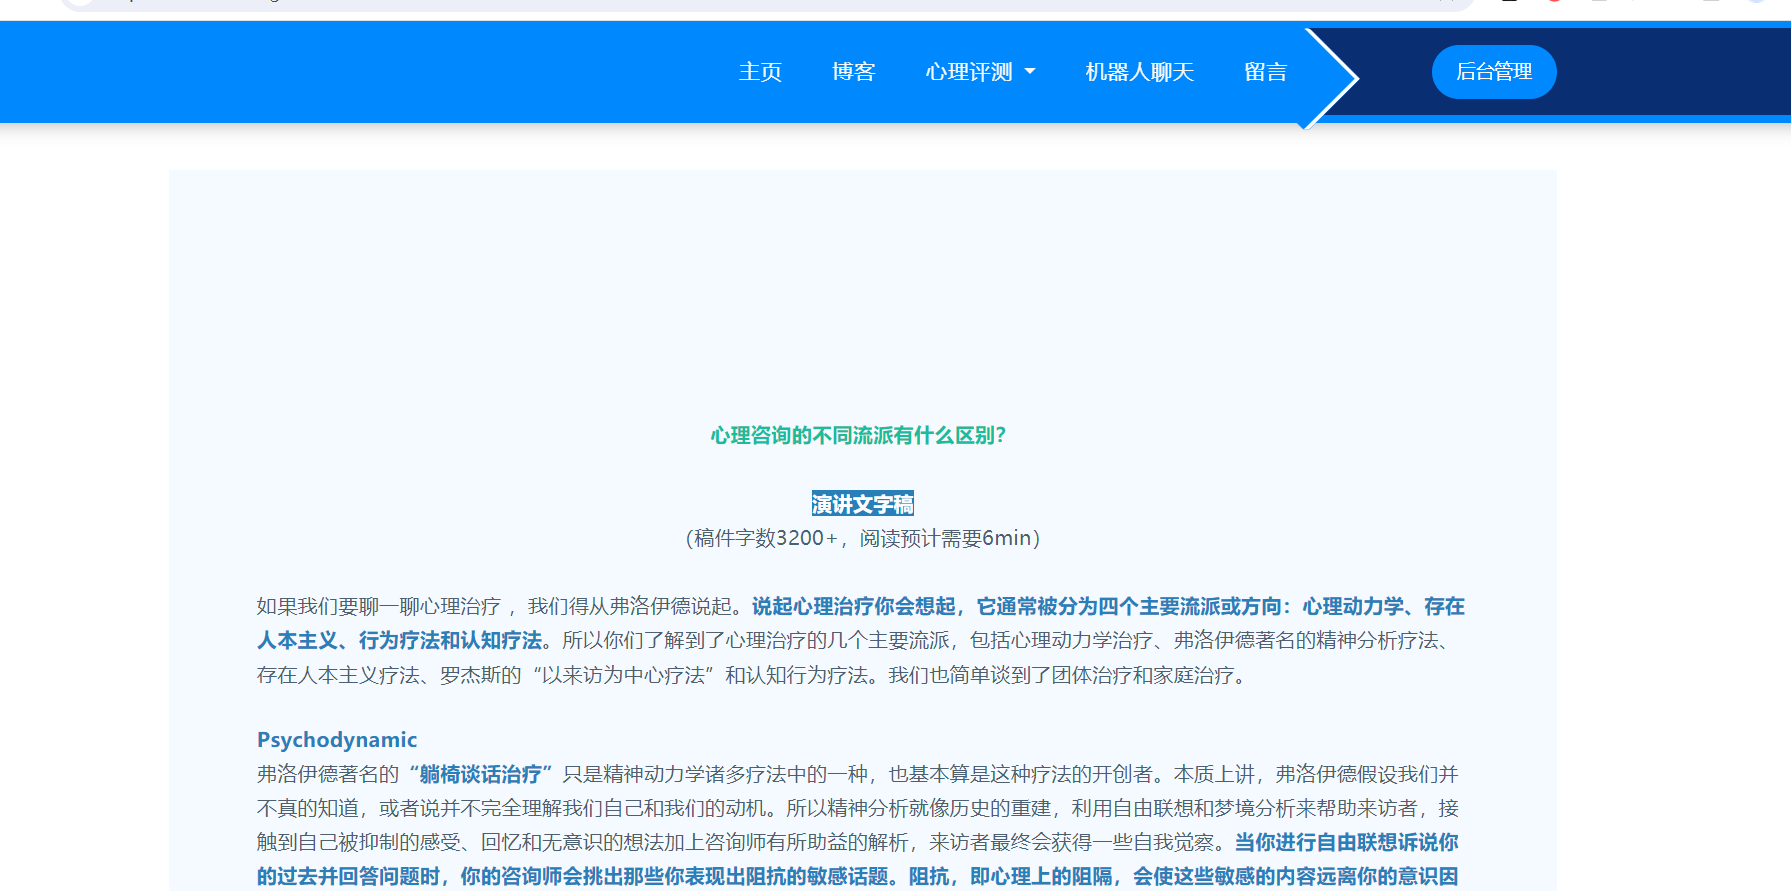 主页 博客 心理评测 机器人聊天 留言 后台管理
心理咨询的不同流派有什么区别?
演讲文字稿
（稿件字数3200+，阅读预计需要6min）
如果我们要聊一聊心理治疗 ，我们得从弗洛伊德说起。说起心理治疗你会想起，它通常被分为四个主要流派或方向：心理动力学、存在
人本主义、行为疗法和认知疗法。所以你们了解到了心理治疗的几个主要流派，包括心理动力学治疗、弗洛伊德著名的精神分析疗法、
存在人本主义疗法、罗杰斯的“以来访为中心疗法”和认知行为疗法。我们也简单谈到了团体治疗和家庭治疗。
Psychodynamic
弗洛伊德著名的“躺椅谈话治疗”只是精神动力学诸多疗法中的一种，也基本算是这种疗法的开创者。本质上讲，弗洛伊德假设我们并
不真的知道，或者说并不完全理解我们自己和我们的动机。所以精神分析就像历史的重建，利用自由联想和梦境分析来帮助来访者，接
触到自己被抑制的感受、回忆和无意识的想法加上咨询师有所助益的解析，来访者最终会获得一些自我觉察。当你进行自由联想诉说你
的过去并回答问题时，你的咨询师会挑出那些你表现出阻抗的敏感话题。阻抗，即心理上的阻隔，会使这些敏感的内容远离你的意识因